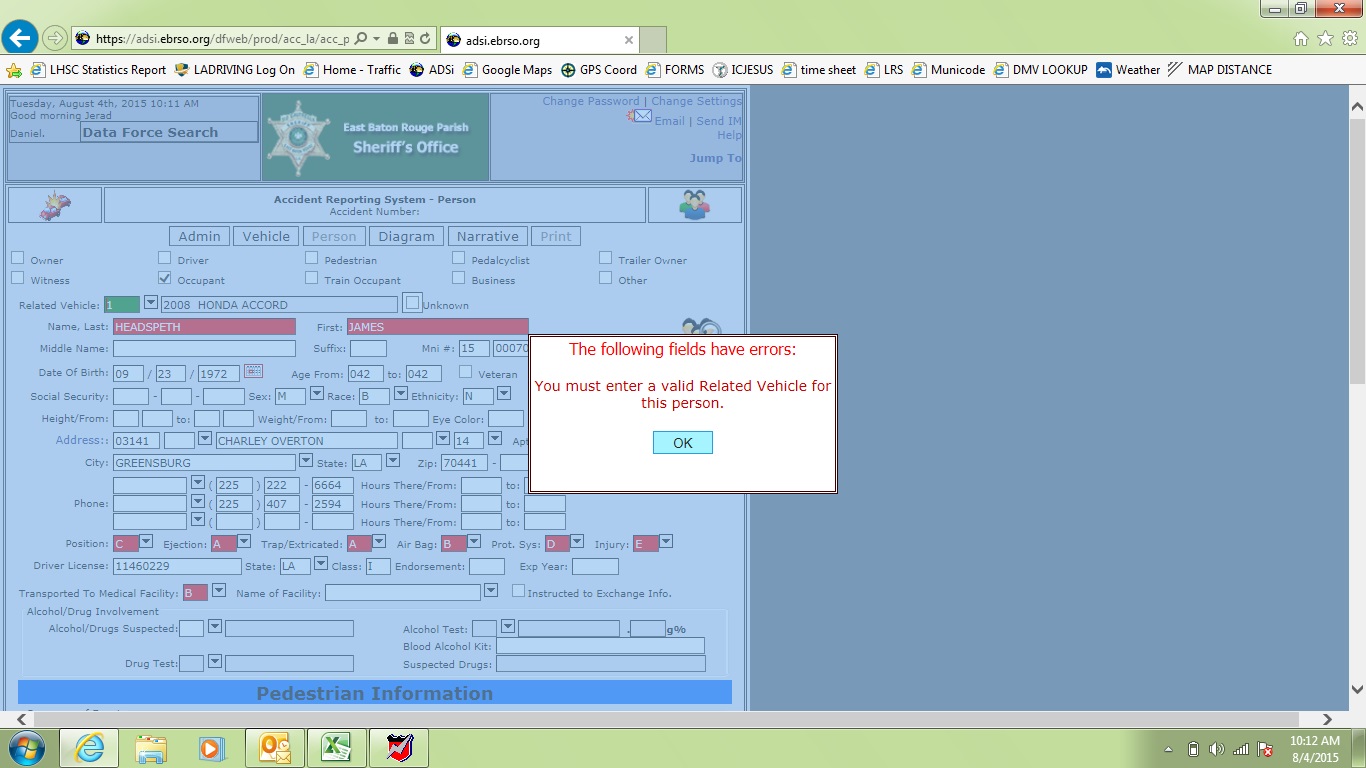 https://adsi.ebrso.org/dfweb/prod/acc_la/acc_p
adsi.ebrso.org
LHSC Statistics Report LADRIVING Log On Home - Traffic ADSi Google Maps GPS Coord FORMS ICJESUS time sheet LRS Municode DMV LOOKUP Weather MAP DISTANCE
Tuesday, August 4th, 2015 10:11 AM
Good morning Jerad
Daniel. Data Force Search
East Baton Rouge Parish
Sheriff's Office
Change Password | Change Settings
Email | Send IM
Help
Jump To
Accident Reporting System - Person
Accident Number:
Admin Vehicle Person Diagram Narrative Print
Owner Driver Pedestrian Pedalcyclist Trailer Owner
Witness Occupant Train Occupant Business Other
Related Vehicle: 1 2008 HONDA ACCORD Unknown
Name, Last: HEADSPETH First: JAMES
Middle Name: Suffix: Mni #: 15 00070
Date Of Birth: 09 / 23 / 1972 Age From: 042 to: 042 Veteran
Social Security: - - Sex: M Race: B Ethnicity: N
Height/From: to: Weight/From: to: Eye Color:
Address:: 03141 CHARLEY OVERTON 14 Apt
City: GREENSBURG State: LA Zip: 70441 -
( 225 ) 222 - 6664 Hours There/From: to:
Phone: ( 225 ) 407 - 2594 Hours There/From: to:
( ) - Hours There/From: to:
Position: C Ejection: A Trap/Extricated: A Air Bag: B Prot. Sys: D Injury: E
Driver License: 11460229 State: LA Class: I Endorsement: Exp Year:
Transported To Medical Facility: B Name of Facility: Instructed to Exchange Info.
Alcohol/Drug Involvement
Alcohol/Drugs Suspected: Alcohol Test: . g%
Blood Alcohol Kit:
Drug Test: Suspected Drugs:
Pedestrian Information
The following fields have errors:
You must enter a valid Related Vehicle for
this person.
OK
10:12 AM
8/4/2015